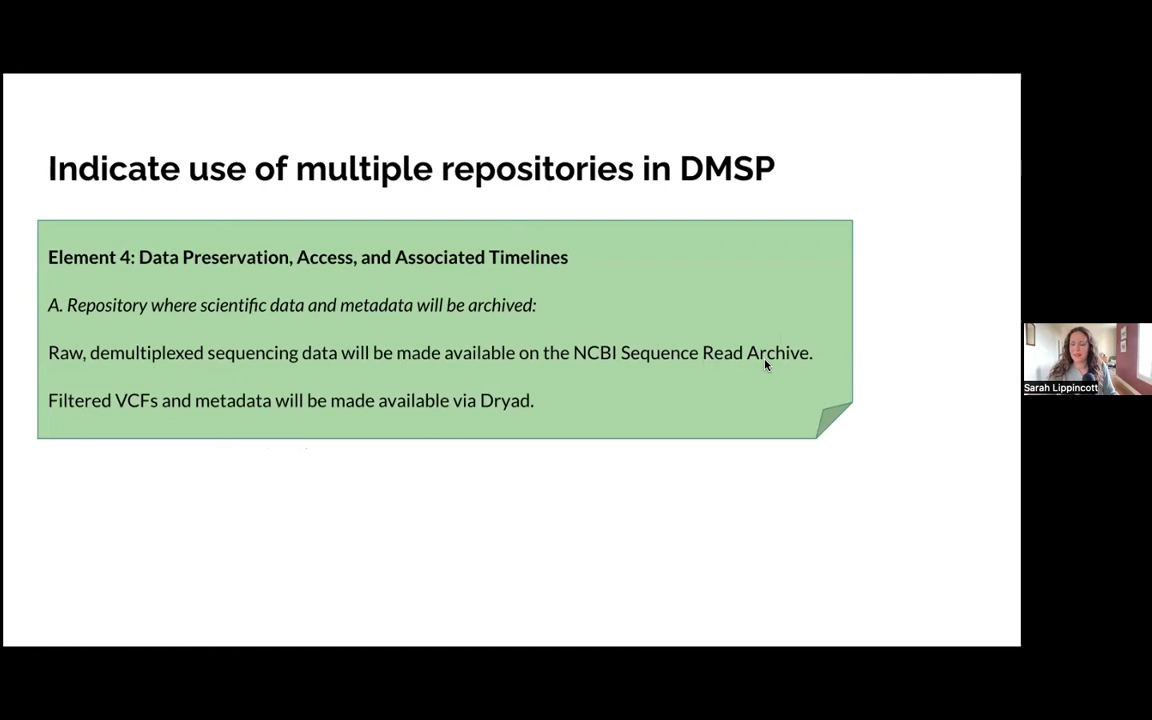 Indicate use of multiple repositories in DMSP
Element 4: Data Preservation, Access, and Associated Timelines
A. Repository where scientific data and metadata will be archived:
Raw, demultiplexed sequencing data will be made available on the NCBI Sequence Read Archive.
Filtered VCFs and metadata will be made available via Dryad.
Sarah Lippincott